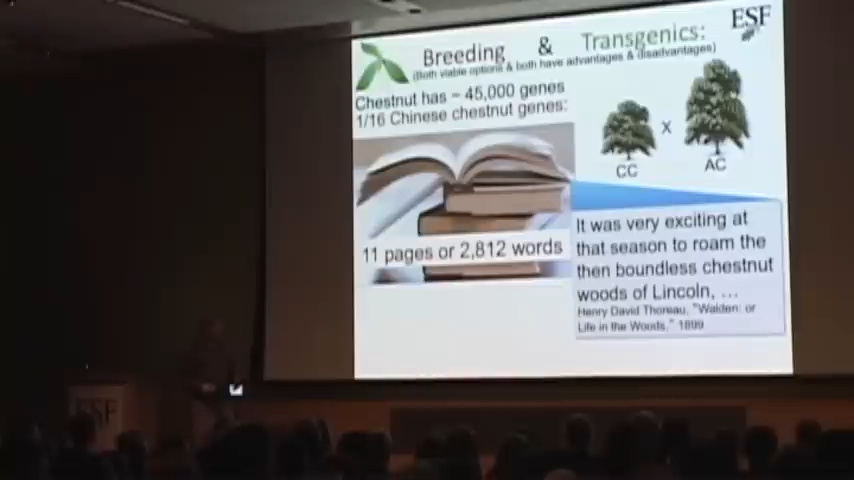 ESF
Breeding & Transgenics:
(Both viable options & both have advantages & disadvantages)
Chestnut has ~ 45,000 genes
1/16 Chinese chestnut genes:
X
CC
AC
11 pages or 2,812 words
It was very exciting at
that season to roam the
then boundless chestnut
woods of Lincoln, ...
Henry David Thoreau, "Walden: or
Life in the Woods," 1899
ESF